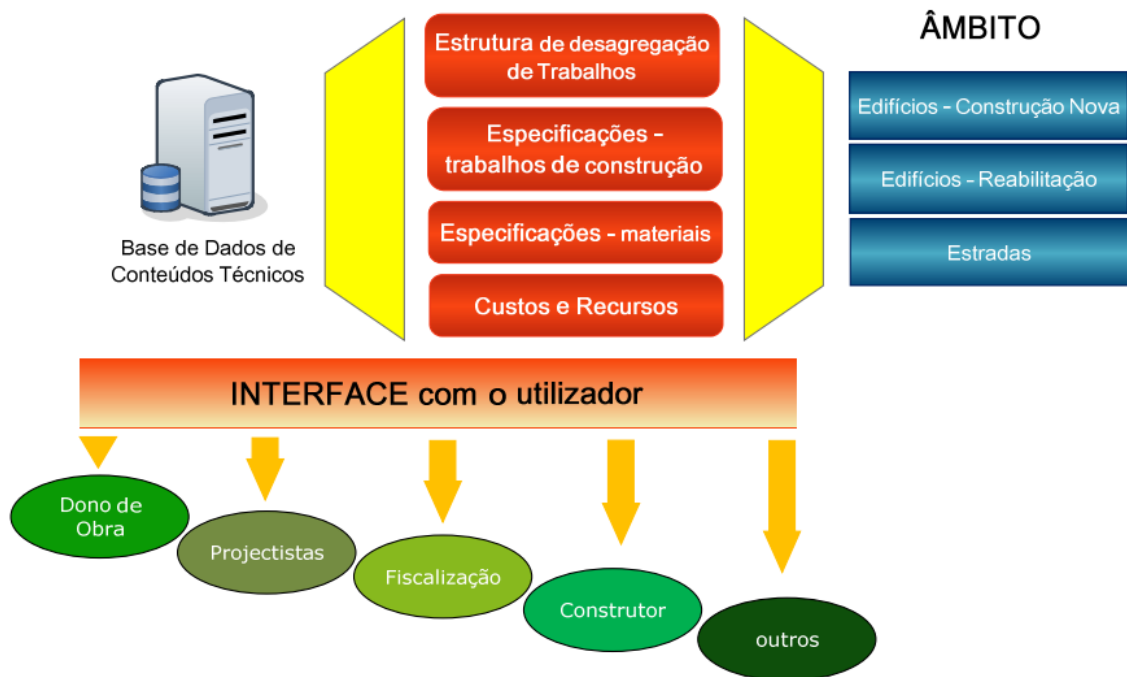 Base de Dados de
Conteúdos Técnicos
Estrutura de desagregação
de Trabalhos
Especificações -
trabalhos de construção
Especificações - materiais
Custos e Recursos
ÂMBITO
Edifícios - Construção Nova
Edifícios - Reabilitação
Estradas
INTERFACE com o utilizador
Dono de
Obra
Projectistas
Fiscalização
Construtor
outros